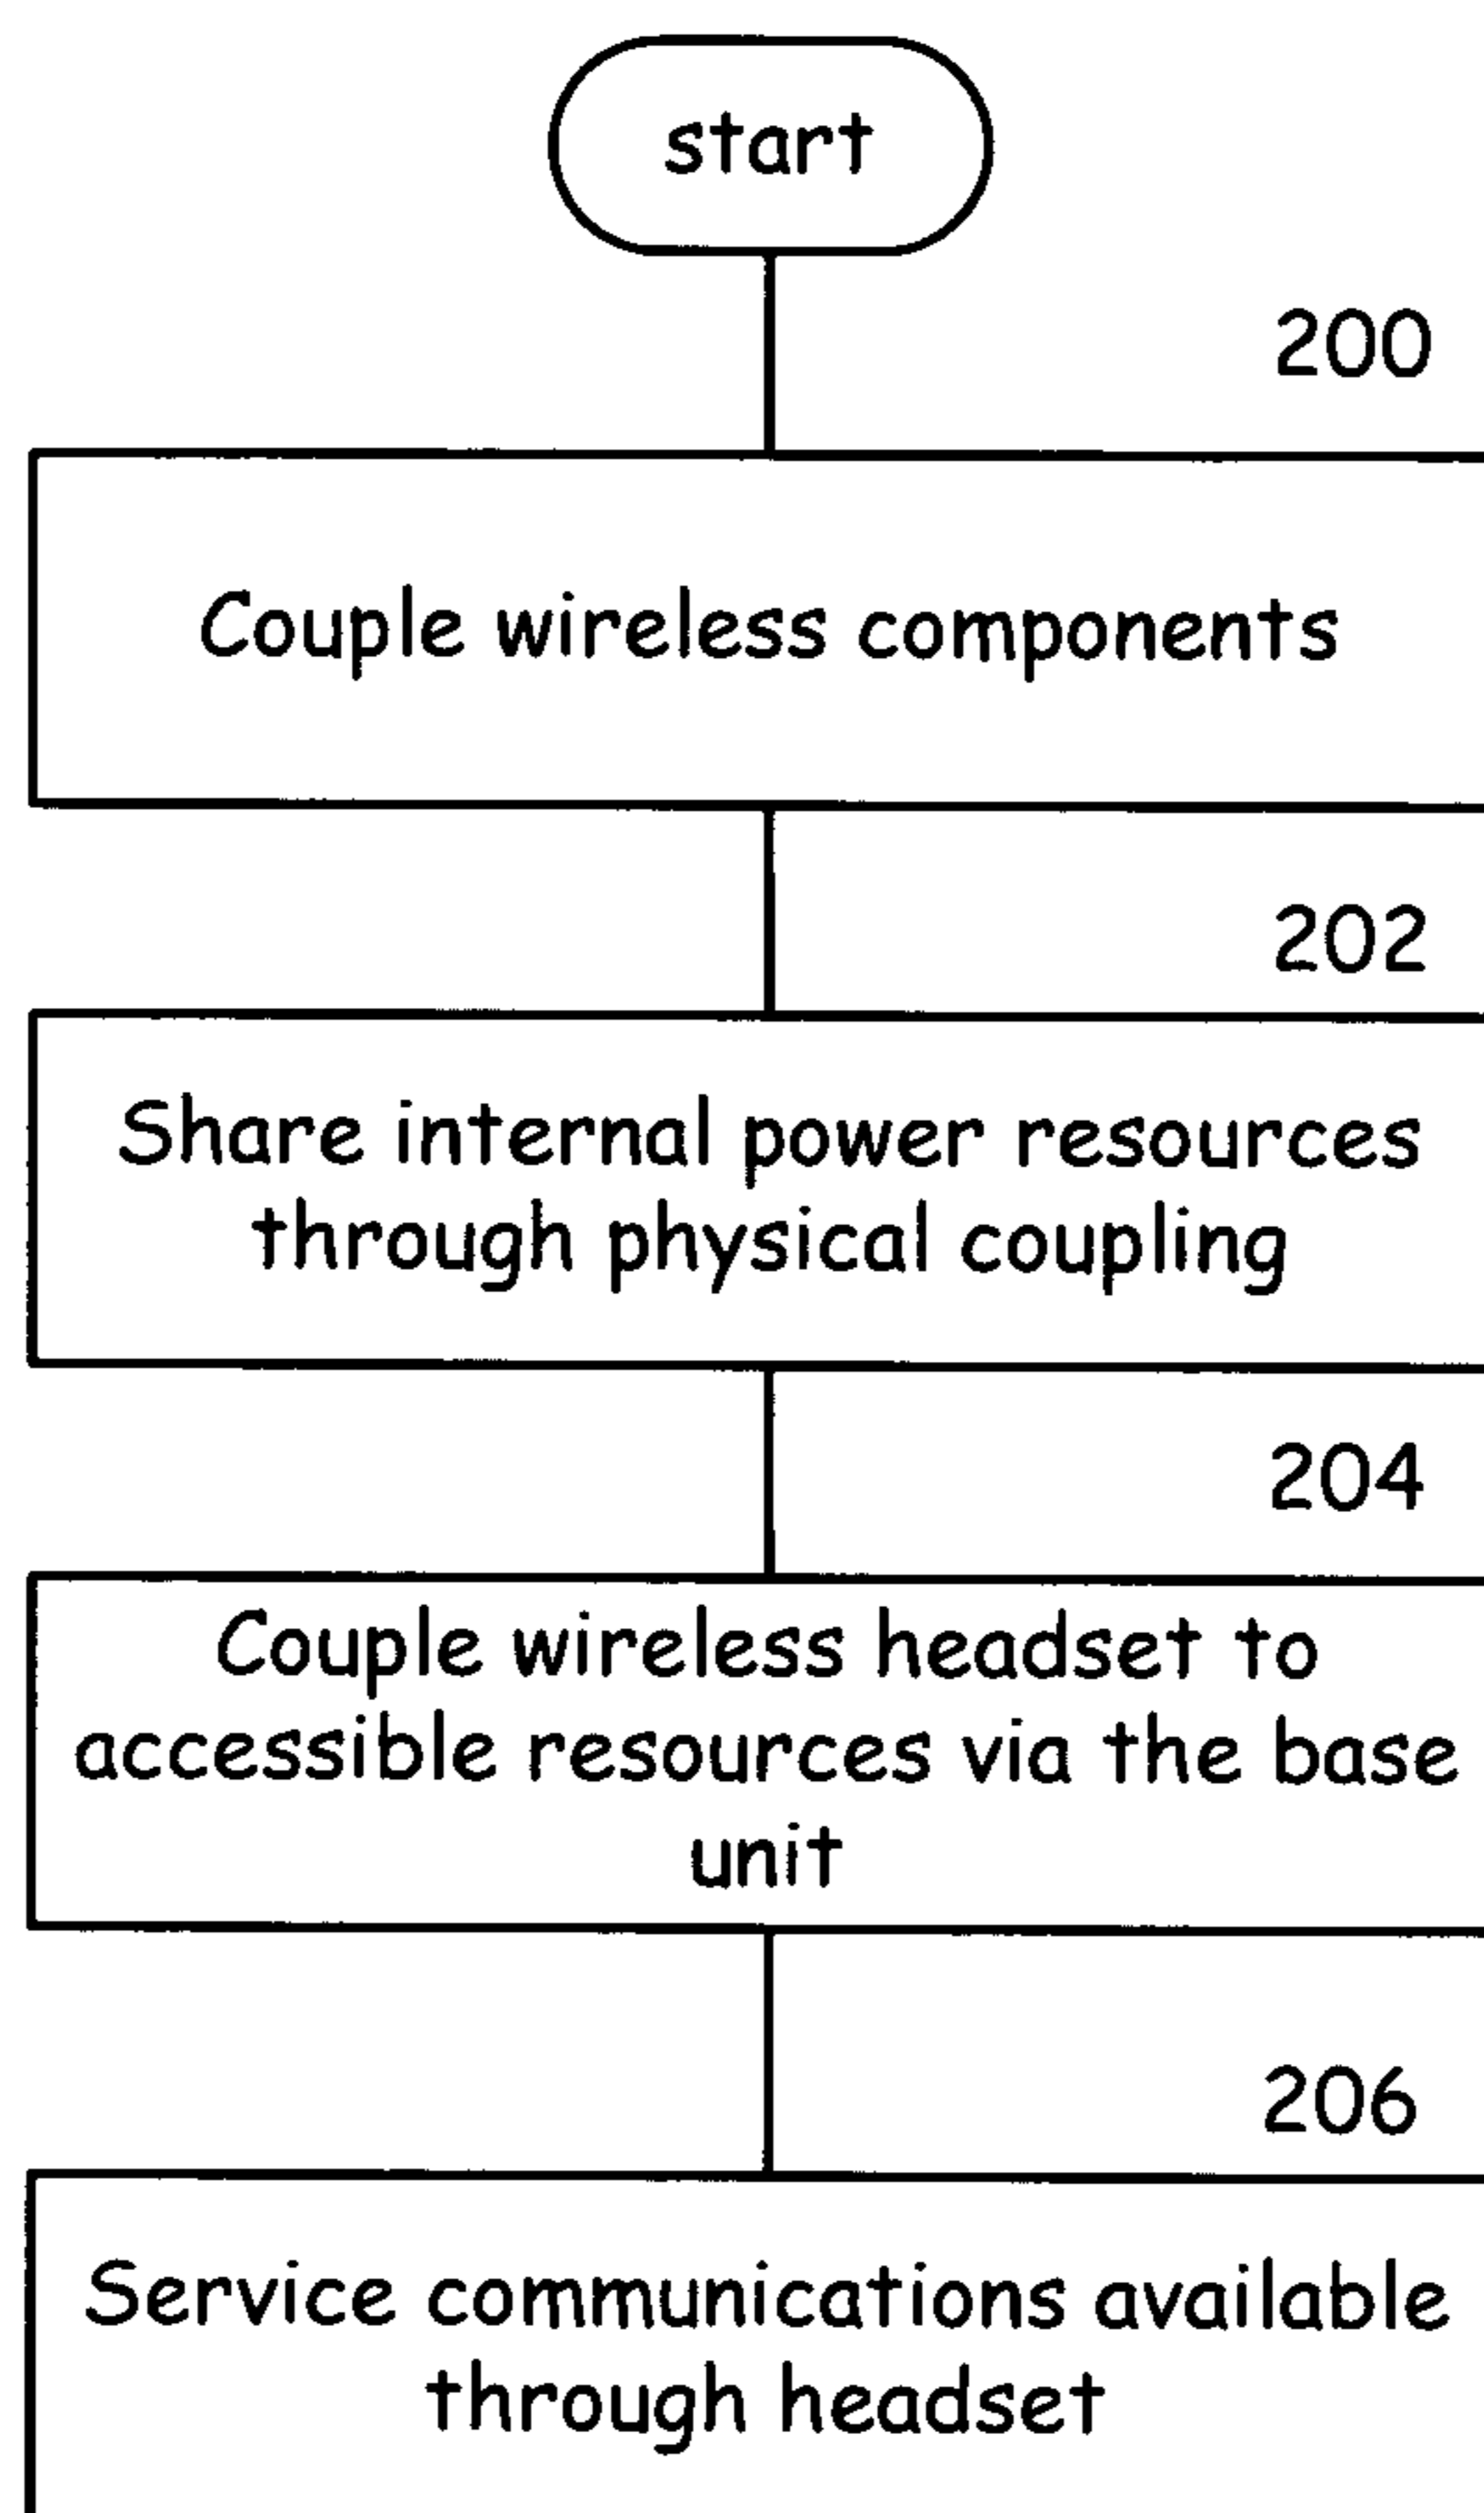 start
200
Couple wireless components
202
Share internal power resources
through physical coupling
204
Couple wireless headset to
accessible resources via the base
unit
206
Service communications available
through headset